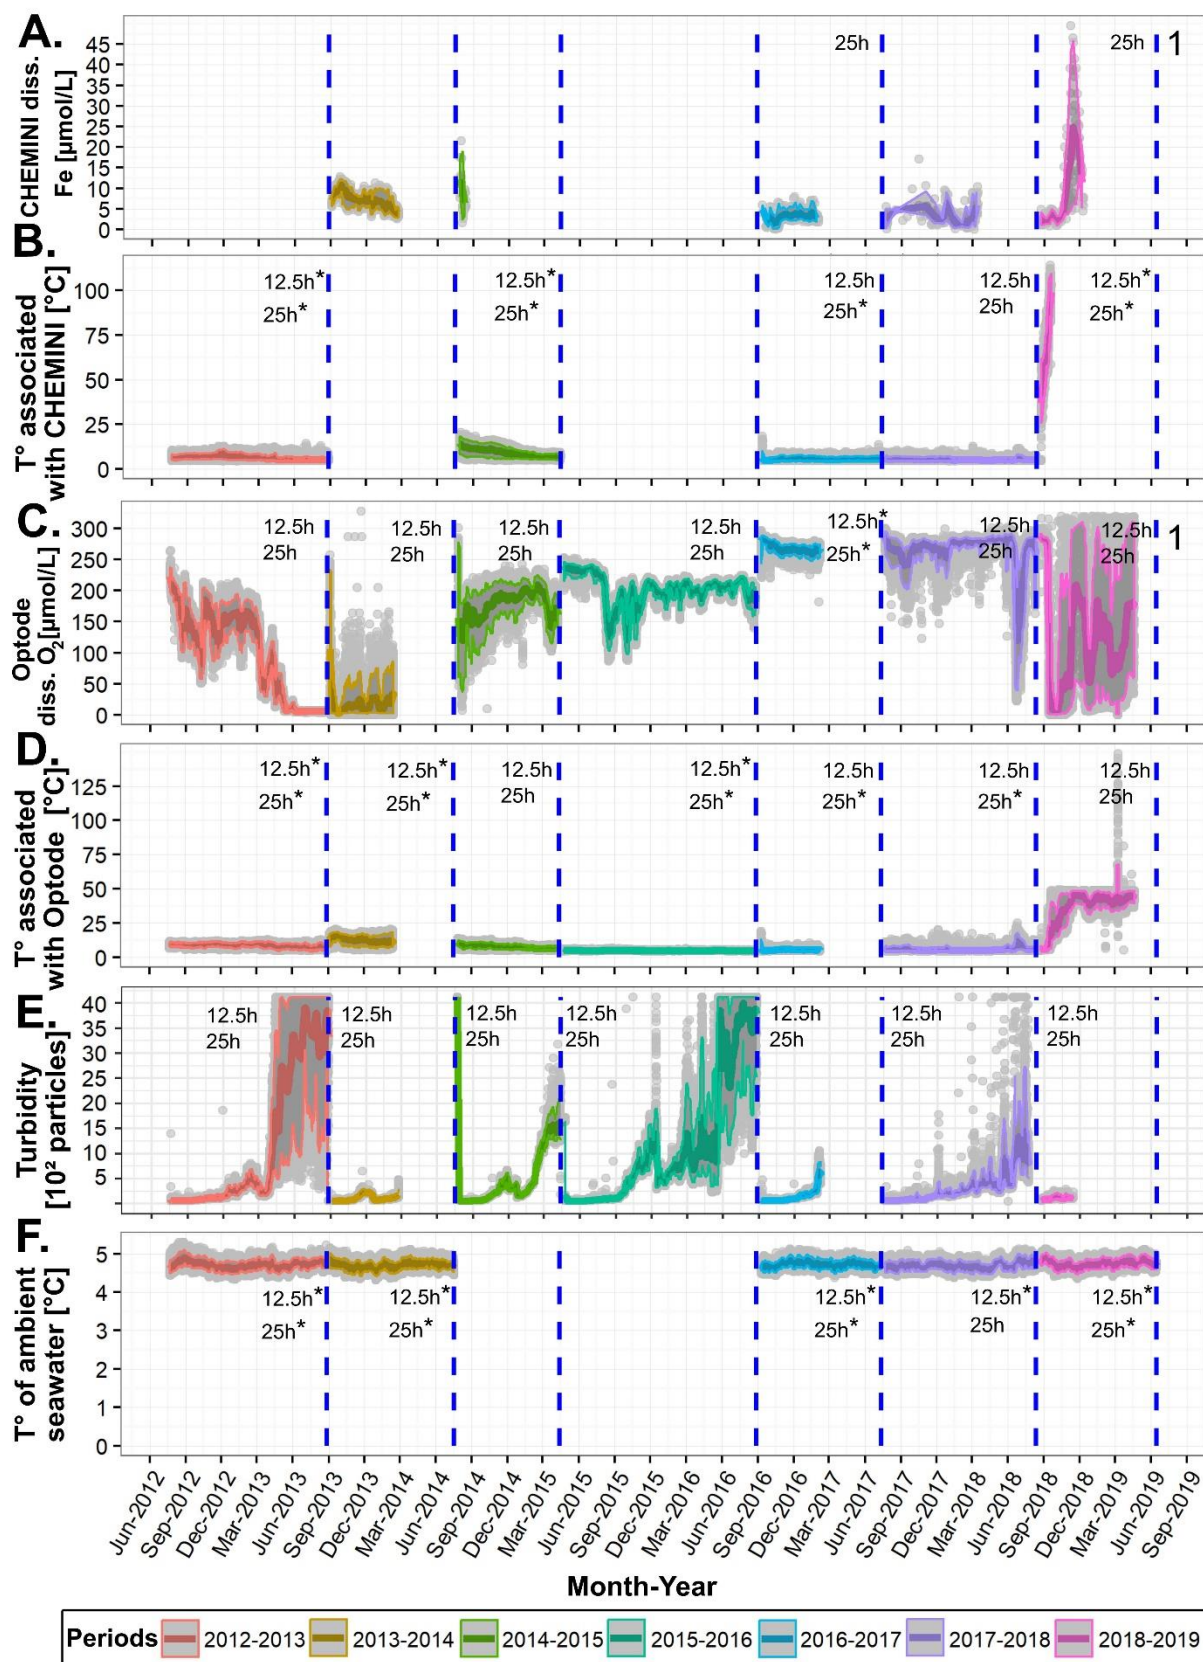 A.
CHEMINI diss.
Fe [µmol/L]
45
40
35
30
25
20
15
10
5
0
25h
25h
1
B.
T° associated
with CHEMINI [°C]
100
75
50
25
0
12.5h*
25h*
12.5h*
25h*
12.5h*
25h*
12.5h
25h
12.5h*
25h*
C.
Optode
diss. O2[µmol/L]
300
250
200
150
100
50
0
12.5h
25h
12.5h
25h
12.5h
25h
12.5h
25h
12.5h*
25h*
12.5h
25h
12.5h
25h
1
D.
T° associated
with Optode [°C]
125
100
75
50
25
0
12.5h*
25h*
12.5h*
25h*
12.5h
25h
12.5h*
25h*
12.5h
25h*
12.5h*
25h*
12.5h
25h
E.
Turbidity
[10² particles]
40
35
30
25
20
15
10
5
12.5h
25h
12.5h
25h
12.5h
25h
12.5h
25h
12.5h
25h
12.5h
25h
12.5h
25h
F.
T° of ambient
seawater [°C]
5
4
3
2
1
0
12.5h*
25h*
12.5h*
25h*
12.5h*
25h*
12.5h*
25h
12.5h*
25h*
Jun-2012
Sep-2012
Dec-2012
Mar-2013
Jun-2013
Sep-2013
Dec-2013
Mar-2014
Jun-2014
Sep-2014
Dec-2014
Mar-2015
Jun-2015
Sep-2015
Dec-2015
Mar-2016
Jun-2016
Sep-2016
Dec-2016
Mar-2017
Jun-2017
Sep-2017
Dec-2017
Mar-2018
Jun-2018
Sep-2018
Dec-2018
Mar-2019
Jun-2019
Sep-2019
Month-Year
Periods 2012-2013 2013-2014 2014-2015 2015-2016 2016-2017 2017-2018 2018-2019